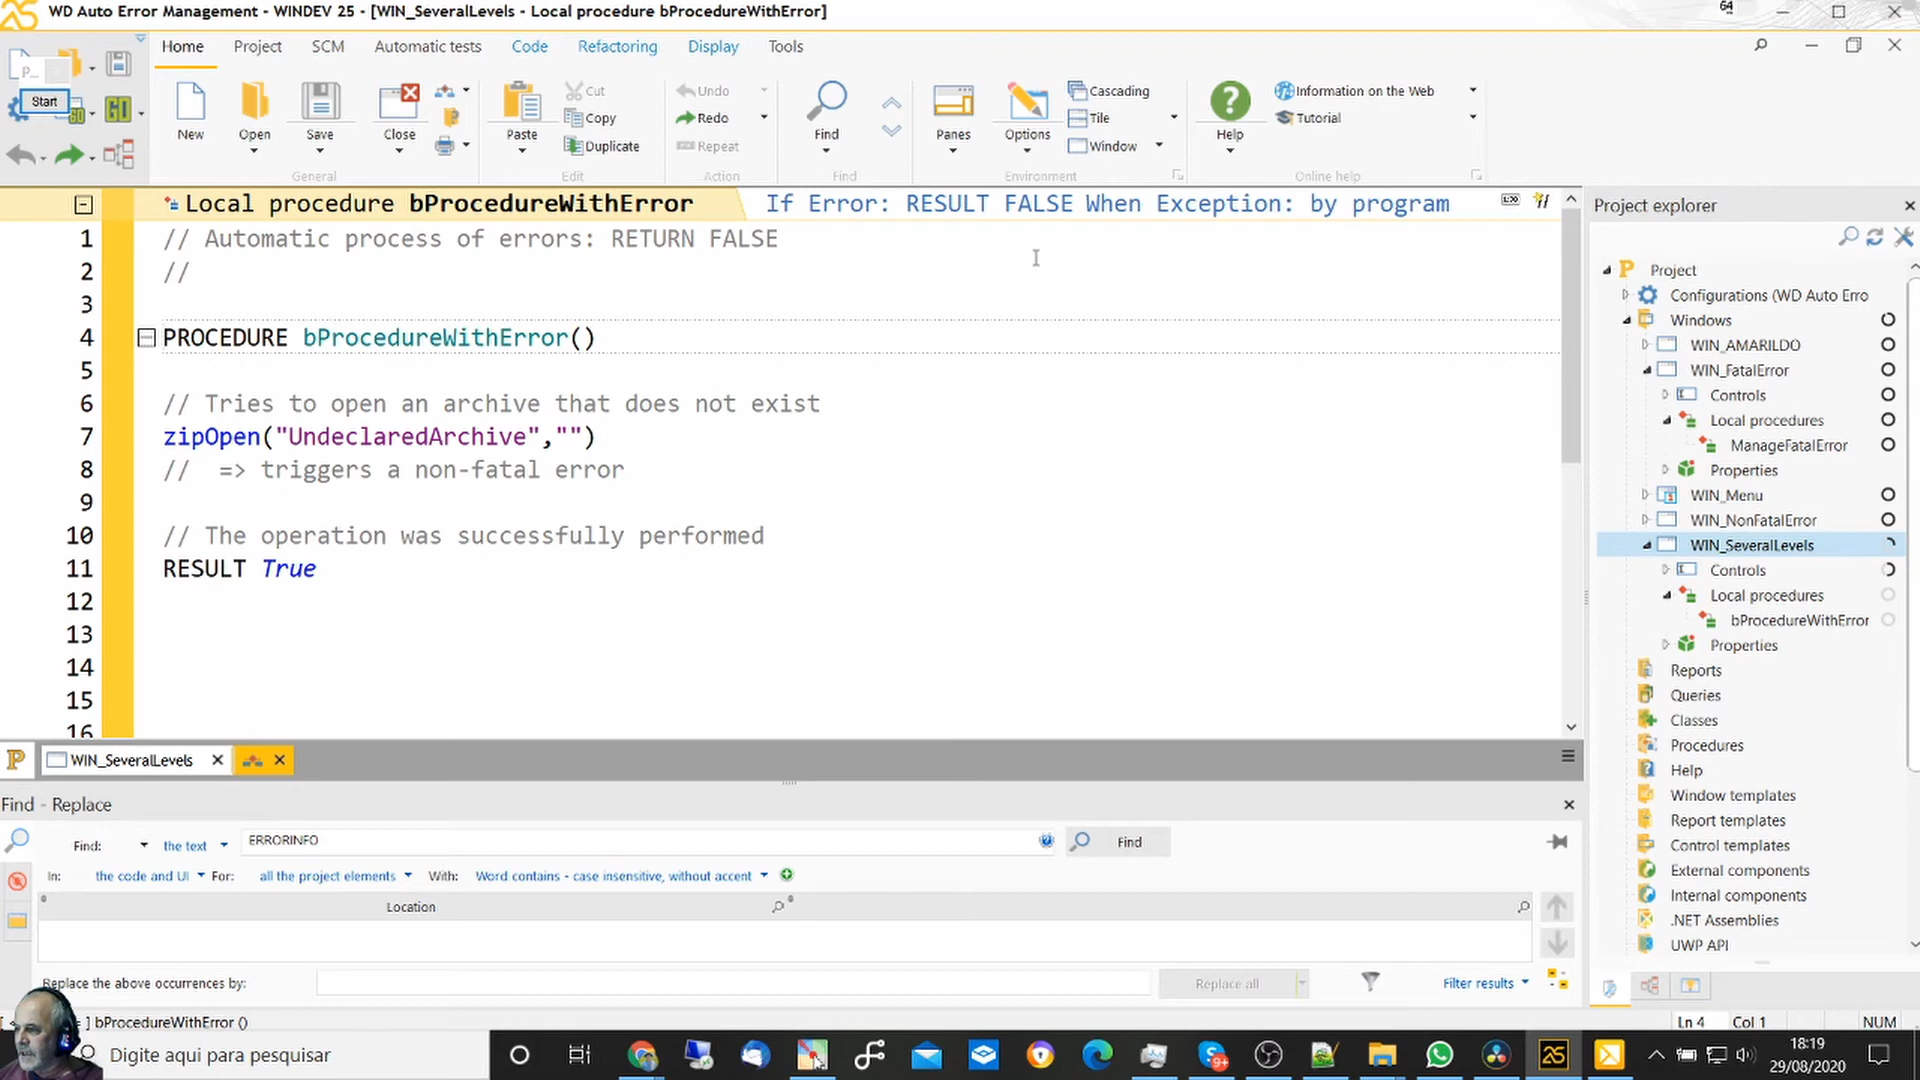 WD Auto Error Management - WINDEV 25 - [WIN_SeveralLevels - Local procedure bProcedureWithError]
64
Home Project SCM Automatic tests Code Refactoring Display Tools
P...
Start
GO
New Open Save Close
Paste
Cut
Copy
Duplicate
Undo
Redo
Repeat
Find
Panes Options
Cascading
Tile
Window
Help
Information on the Web
Tutorial
General Edit Action Find Environment Online help
Local procedure bProcedureWithError If Error: RESULT FALSE When Exception: by program
1 // Automatic process of errors: RETURN FALSE
2 //
3
4 PROCEDURE bProcedureWithError()
5
6 // Tries to open an archive that does not exist
7 zipOpen("UndeclaredArchive","")
8 // => triggers a non-fatal error
9
10 // The operation was successfully performed
11 RESULT True
12
13
14
15
16
WIN_SeveralLevels
Find - Replace
Find: the text ERRORINFO Find
In: the code and UI For: all the project elements With: Word contains - case insensitive, without accent
Location
Replace the above occurrences by: Replace all Filter results
] bProcedureWithError ()
Ln 4 Col 1 NUM
Project explorer
Project
Configurations (WD Auto Erro
Windows
WIN_AMARILDO
WIN_FatalError
Controls
Local procedures
ManageFatalError
Properties
WIN_Menu
WIN_NonFatalError
WIN_SeveralLevels
Controls
Local procedures
bProcedureWithError
Properties
Reports
Queries
Classes
Procedures
Help
Window templates
Report templates
Control templates
External components
Internal components
.NET Assemblies
UWP API
Digite aqui para pesquisar
9+
25
18:19
29/08/2020